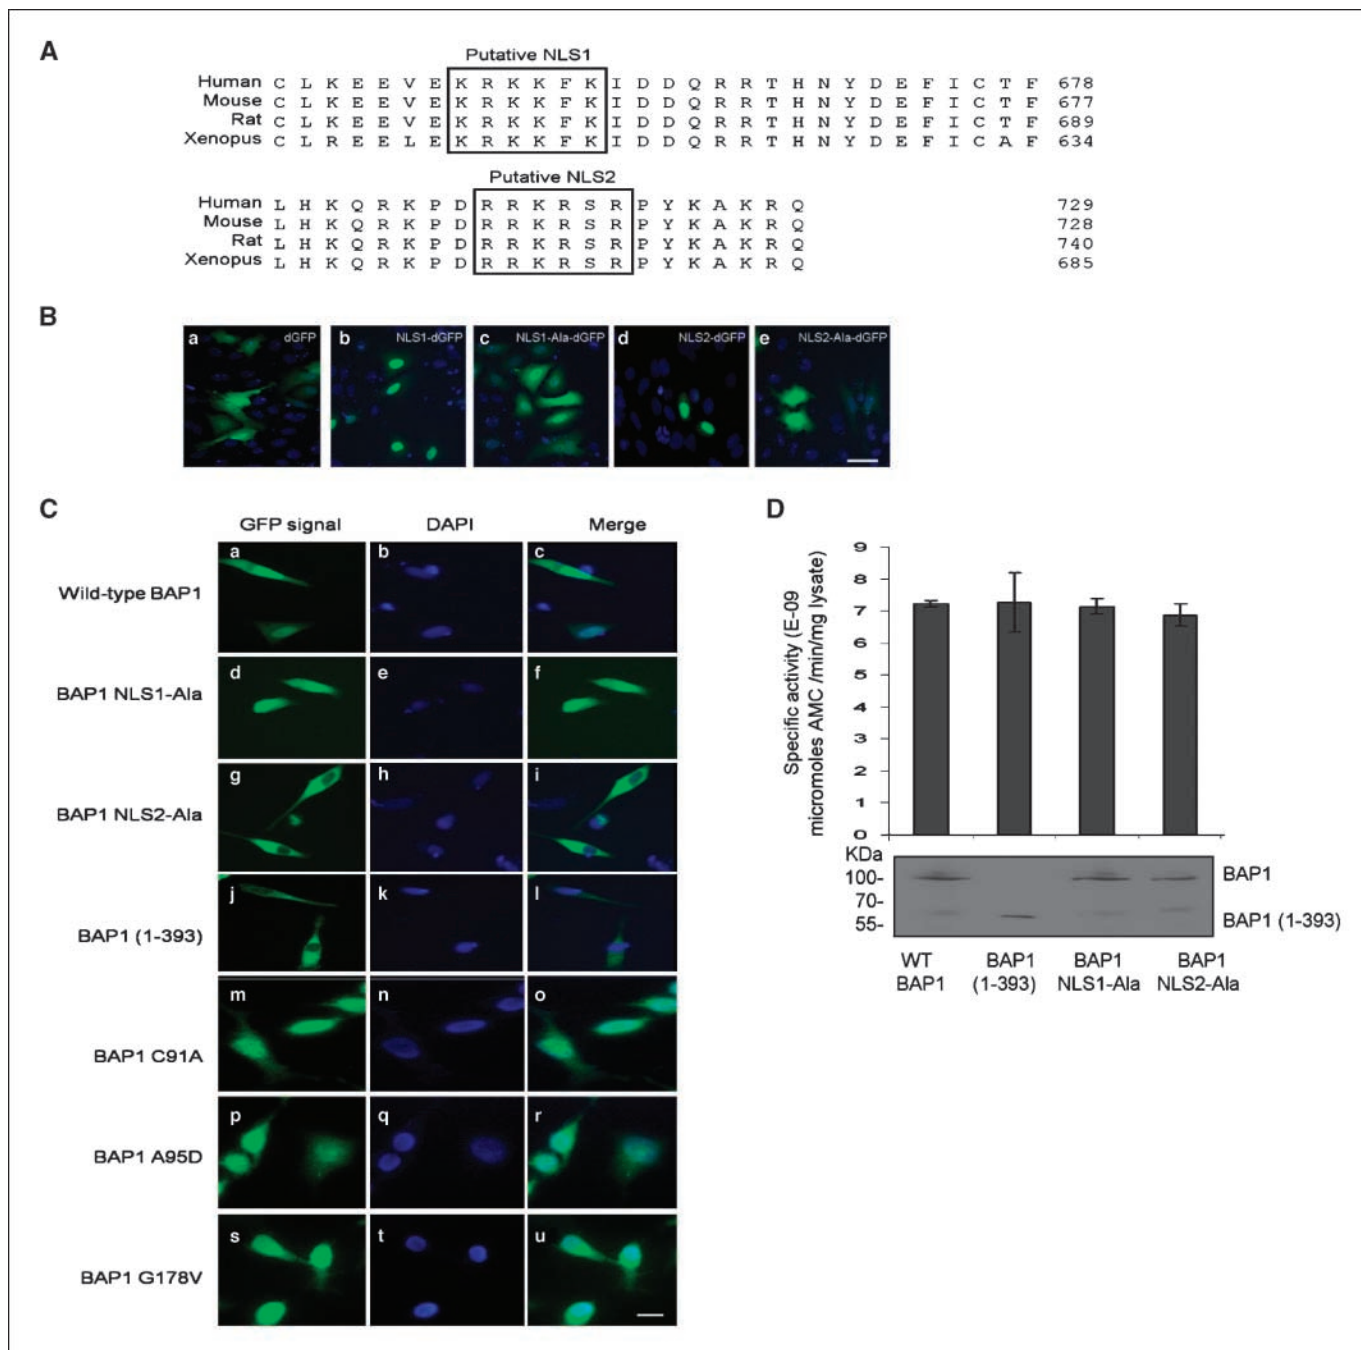 A
Putative NLS1
Human C L K E E V E K R K K F K I D D Q R R T H N Y D E F I C T F 678
Mouse C L K E E V E K R K K F K I D D Q R R T H N Y D E F I C T F 677
Rat C L K E E V E K R K K F K I D D Q R R T H N Y D E F I C T F 689
Xenopus C L R E E L E K R K K F K I D D Q R R T H N Y D E F I C A F 634
Putative NLS2
Human L H K Q R K P D R R K R S R P Y K A K R Q 729
Mouse L H K Q R K P D R R K R S R P Y K A K R Q 728
Rat L H K Q R K P D R R K R S R P Y K A K R Q 740
Xenopus L H K Q R K P D R R K R S R P Y K A K R Q 685
B
a dGFP
b NLS1-dGFP
c NLS1-Ala-dGFP
d NLS2-dGFP
e NLS2-Ala-dGFP
C
GFP signal DAPI Merge
Wild-type BAP1 a b c
BAP1 NLS1-Ala d e f
BAP1 NLS2-Ala g h i
BAP1 (1-393) j k l
BAP1 C91A m n o
BAP1 A95D p q r
BAP1 G178V s t u
D
Specific activity (E-09
micromoles AMC /min/mg lysate)
9
8
7
6
5
4
3
2
1
0
KDa
100-
70-
55-
BAP1
BAP1 (1-393)
WT BAP1
BAP1 (1-393)
BAP1 NLS1-Ala
BAP1 NLS2-Ala